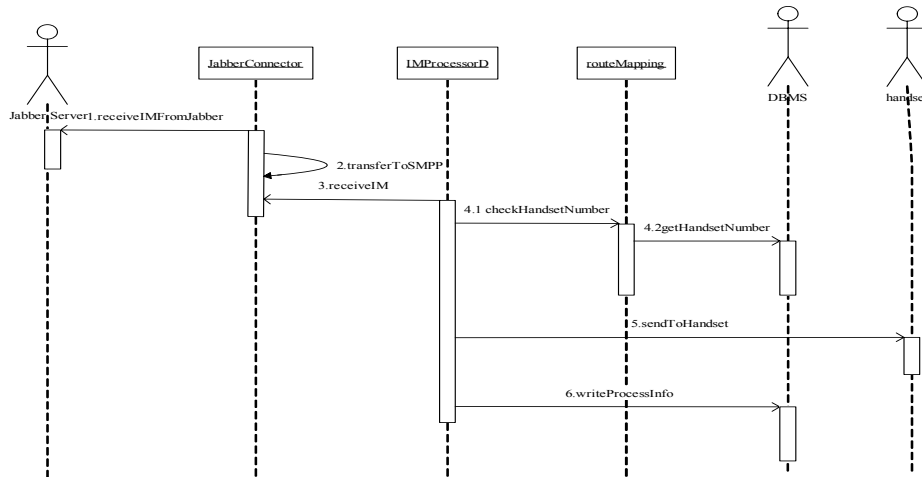 JabberConnector
IMProcessorD
routeMapping
DBMS
handse
Jabber Server1.receiveIMFromJabber
2.transferToSMPP
3.receiveIM
4.1 checkHandsetNumber
4.2getHandsetNumber
5.sendToHandset
6.writeProcessInfo